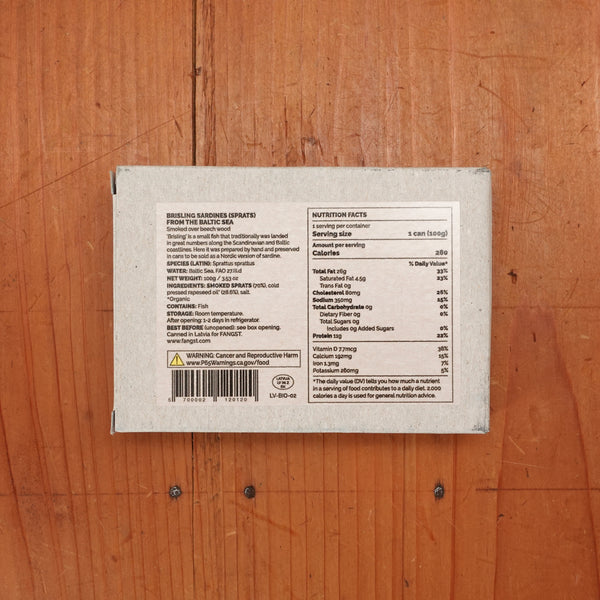 BRISLING SARDINES (SPRATS)
FROM THE BALTIC SEA
Smoked over beech wood
'Brisling' is a small fish that traditionally was landed
in great numbers along the Scandinavian and Baltic
coastlines. Here it was prepared by hand and preserved
in cans to be sold as a Nordic version of sardine.
SPECIES (LATIN): Sprattus sprattus
WATER: Baltic Sea, FAO 27.III.d
NET WEIGHT: 100g / 3.53 oz
INGREDIENTS: SMOKED SPRATS (70%), cold
pressed rapeseed oil* (28.6%), salt.
*Organic
CONTAINS: Fish
STORAGE: Room temperature.
After opening: 1-2 days in refrigerator.
BEST BEFORE (unopened): see box opening.
Canned in Latvia for FANGST.
www.fangst.com
WARNING: Cancer and Reproductive Harm
www.P65Warnings.ca.gov/food
5 700002 120120
LATVIJA
EK
LV-BIO-02
NUTRITION FACTS
1 serving per container
Serving size 1 can (100g)
Amount per serving
Calories 280
% Daily Value*
Total Fat 26g 33%
Saturated Fat 4.5g 23%
Trans Fat 0g
Cholesterol 80mg 26%
Sodium 350mg 15%
Total Carbohydrate 0g 0%
Dietary Fiber 0g 0%
Total Sugars 0g
Includes 0g Added Sugars 0%
Protein 11g 22%
Vitamin D 7.7mcg 38%
Calcium 192mg 15%
Iron 1.3mg 7%
Potassium 260mg 5%
*The daily value (DV) tells you how much a nutrient
in a serving of food contributes to a daily diet. 2,000
calories a day is used for general nutrition advice.